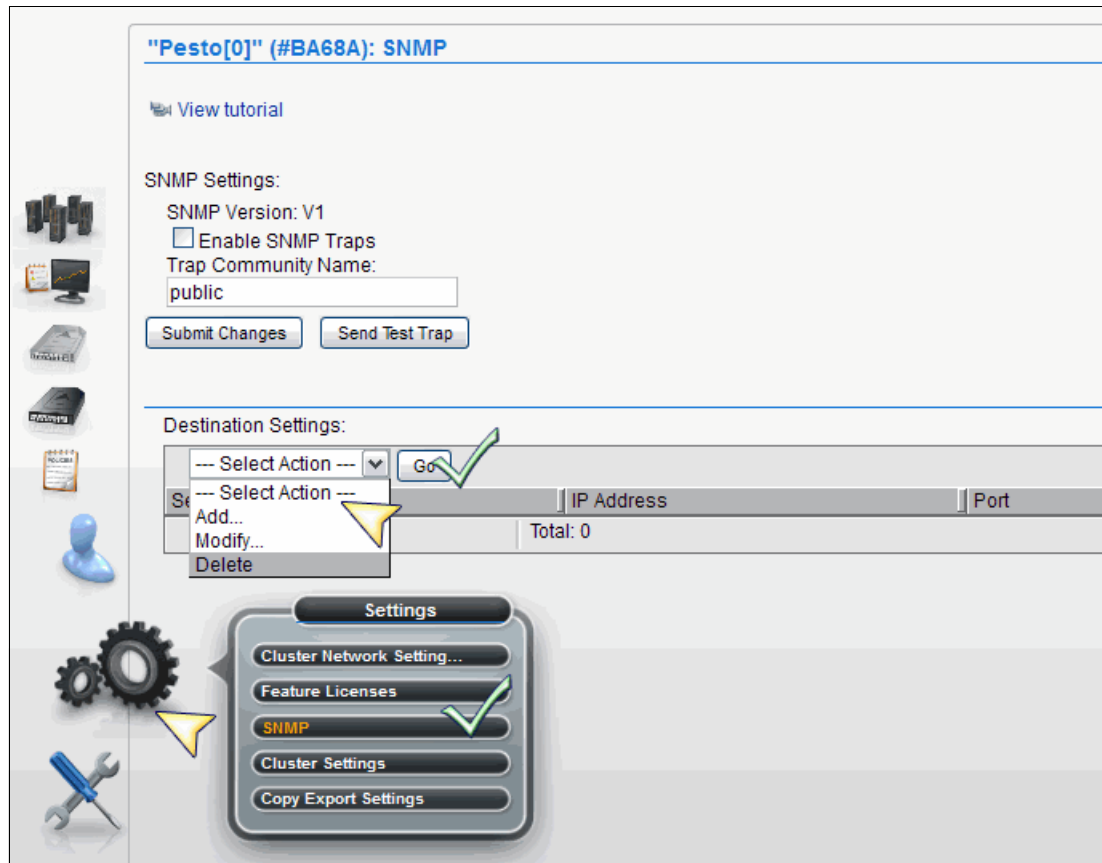 "Pesto[0]" (#BA68A): SNMP
View tutorial
SNMP Settings:
SNMP Version: V1
Enable SNMP Traps
Trap Community Name:
public
Submit Changes Send Test Trap
Destination Settings:
--- Select Action --- Go
--- Select Action ---
IP Address Port
Add...
Total: 0
Modify...
Delete
Settings
Cluster Network Setting...
Feature Licenses
SNMP
Cluster Settings
Copy Export Settings